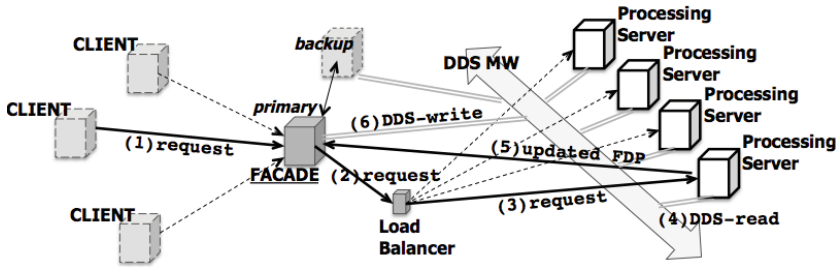 Processing
Server
CLIENT
backup
DDS MW
Processing
Server
CLIENT
primary
(6)DDS-write
Processing
Server
(1)request
FACADE
(2)request
(5)updated FDP
Processing
Server
(3)request
(4)DDS-read
CLIENT
Load
Balancer